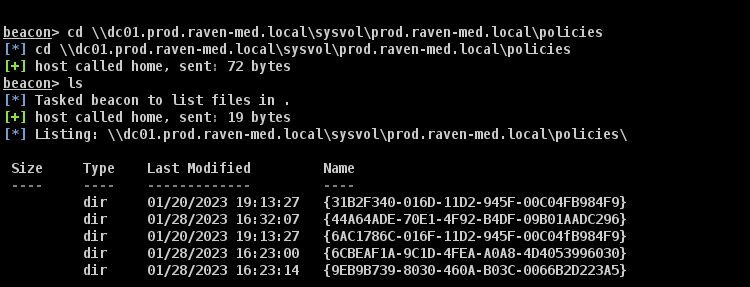 beacon> cd \\dc01.prod.raven-med.local\sysvol\prod.raven-med.local\policies
[*] cd \\dc01.prod.raven-med.local\sysvol\prod.raven-med.local\policies
[+] host called home, sent: 72 bytes
beacon> ls
[*] Tasked beacon to list files in .
[+] host called home, sent: 19 bytes
[*] Listing: \\dc01.prod.raven-med.local\sysvol\prod.raven-med.local\policies\
Size Type Last Modified Name
---- ---- ------------- ----
dir 01/20/2023 19:13:27 {31B2F340-016D-11D2-945F-00C04FB984F9}
dir 01/28/2023 16:32:07 {44A64ADE-70E1-4F92-B4DF-09B01AADC296}
dir 01/20/2023 19:13:27 {6AC1786C-016F-11D2-945F-00C04fB984F9}
dir 01/28/2023 16:23:00 {6CBEAF1A-9C1D-4FEA-A0A8-4D4053996030}
dir 01/28/2023 16:23:14 {9EB9B739-8030-460A-B03C-0066B2D223A5}